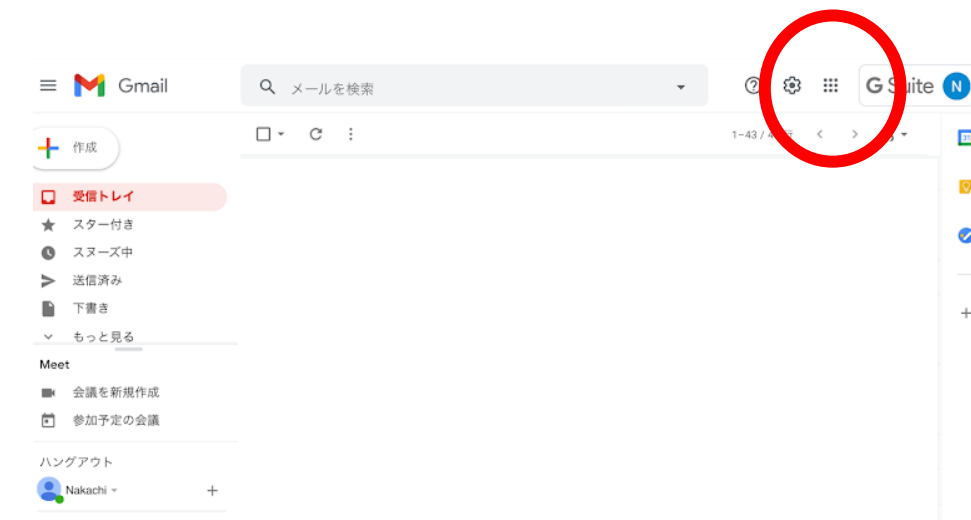 Gmail
メールを検索
G Suite
N
作成
1–43 / 4
行
受信トレイ
スター付き
スヌーズ中
送信済み
下書き
もっと見る
Meet
会議を新規作成
参加予定の会議
ハングアウト
Nakachi
31